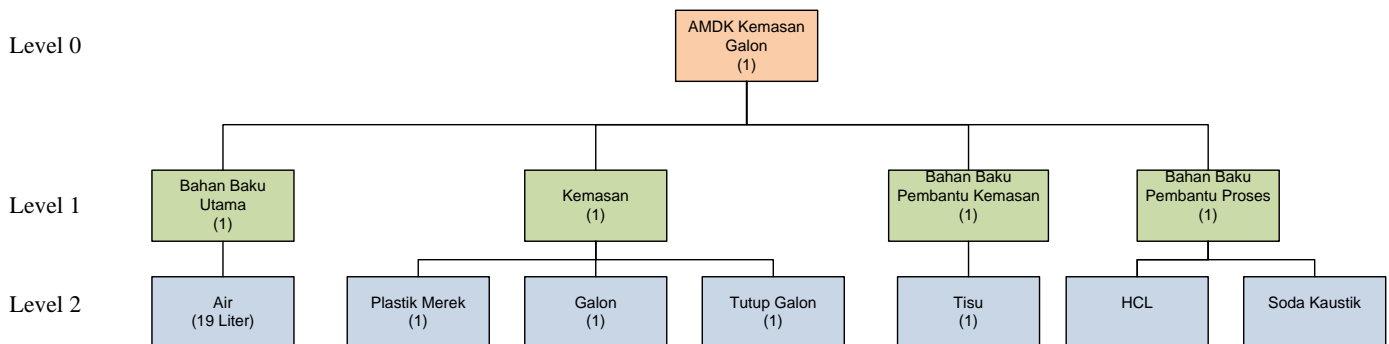 Level 0
AMDK Kemasan
Galon
(1)
Level 1
Bahan Baku
Utama
(1)
Kemasan
(1)
Bahan Baku
Pembantu Kemasan
(1)
Bahan Baku
Pembantu Proses
(1)
Level 2
Air
(19 Liter)
Plastik Merek
(1)
Galon
(1)
Tutup Galon
(1)
Tisu
(1)
HCL
Soda Kaustik